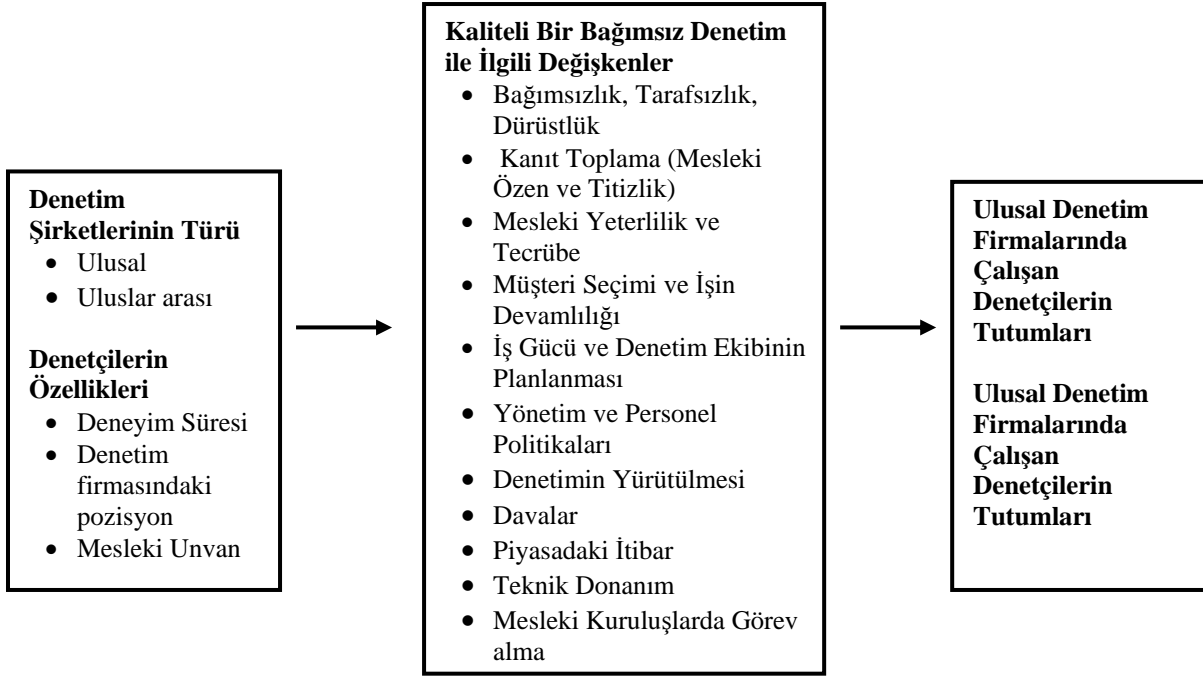 Denetim
Şirketlerinin Türü
• Ulusal
• Uluslar arası
Denetçilerin
Özellikleri
• Deneyim Süresi
• Denetim
firmasındaki
pozisyon
• Mesleki Unvan
Kaliteli Bir Bağımsız Denetim
ile İlgili Değişkenler
• Bağımsızlık, Tarafsızlık,
Dürüstlük
• Kanıt Toplama (Mesleki
Özen ve Titizlik)
• Mesleki Yeterlilik ve
Tecrübe
• Müşteri Seçimi ve İşin
Devamlılığı
• İş Gücü ve Denetim Ekibinin
Planlanması
• Yönetim ve Personel
Politikaları
• Denetimin Yürütülmesi
• Davalar
• Piyasadaki İtibar
• Teknik Donanım
• Mesleki Kuruluşlarda Görev
alma
Ulusal Denetim
Firmalarında
Çalışan
Denetçilerin
Tutumları
Ulusal Denetim
Firmalarında
Çalışan
Denetçilerin
Tutumları